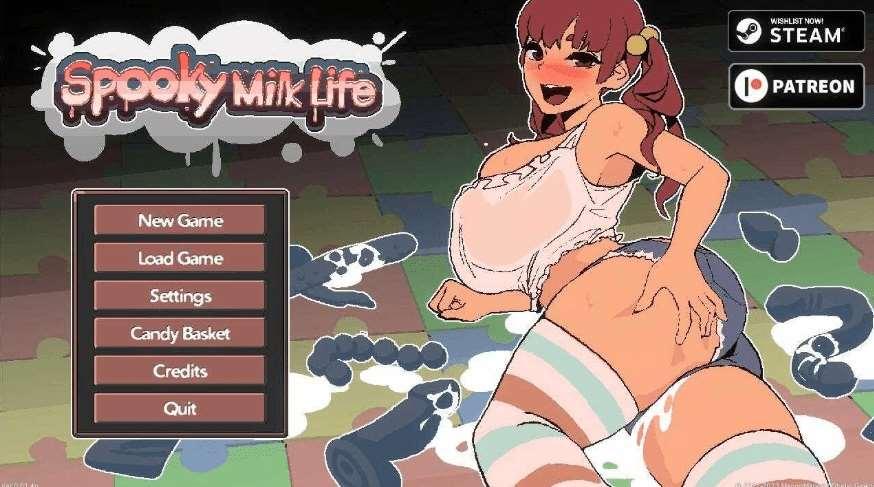 Spooky Milk Life
WISHLIST NOW!
STEAM
PATREON
New Game
Load Game
Settings
Candy Basket
Credits
Quit